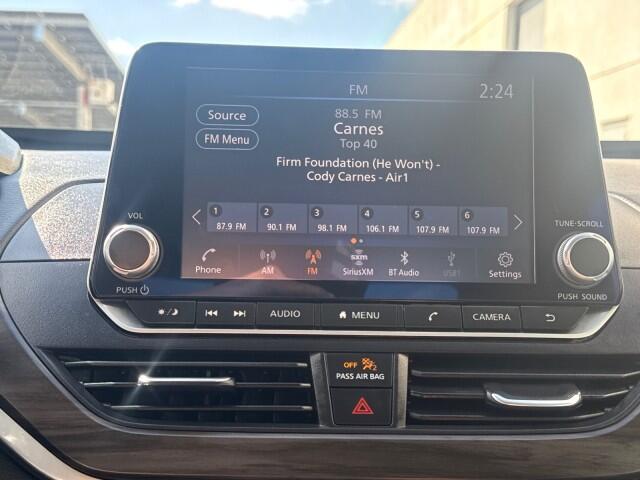 FM
2:24
Source
FM Menu
88.5 FM
Carnes
Top 40
Firm Foundation (He Won't) -
Cody Carnes - Air1
1 2 3 4 5 6
87.9 FM 90.1 FM 98.1 FM 106.1 FM 107.9 FM 107.9 FM
sxm
Phone AM FM SiriusXM BT Audio USB1 Settings
VOL
PUSH
TUNE·SCROLL
PUSH SOUND
AUDIO MENU CAMERA
OFF 2
PASS AIR BAG